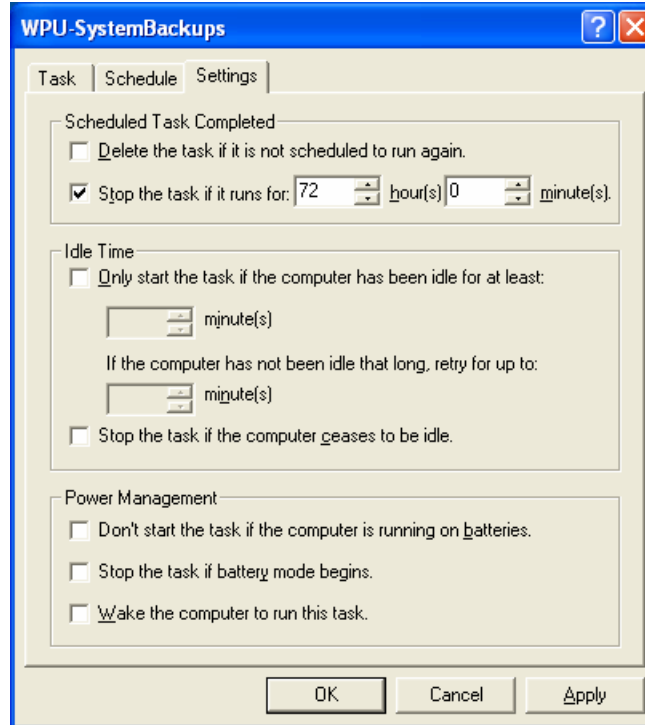 WPU-SystemBackups
Task Schedule Settings
Scheduled Task Completed
Delete the task if it is not scheduled to run again.
Stop the task if it runs for: 72 hour(s) 0 minute(s).
Idle Time
Only start the task if the computer has been idle for at least:
minute(s)
If the computer has not been idle that long, retry for up to:
minute(s)
Stop the task if the computer ceases to be idle.
Power Management
Don't start the task if the computer is running on batteries.
Stop the task if battery mode begins.
Wake the computer to run this task.
OK Cancel Apply